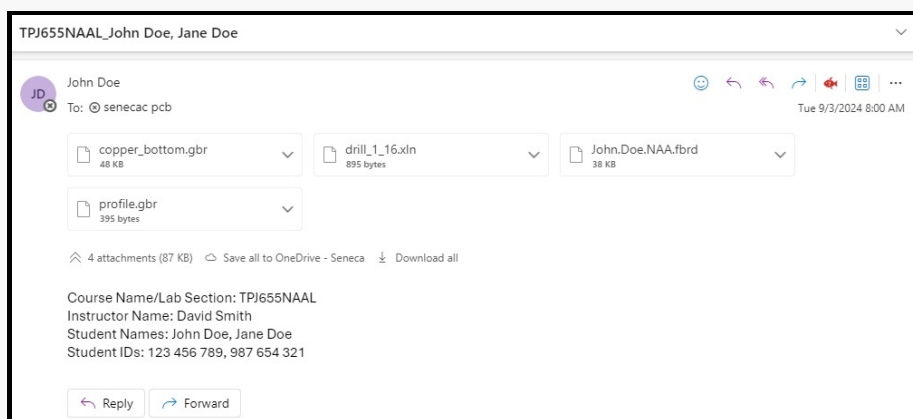 TPJ655NAAL_John Doe, Jane Doe
JD
John Doe
To: senecac pcb
Tue 9/3/2024 8:00 AM
copper_bottom.gbr
48 KB
drill_1_16.xln
895 bytes
John.Doe.NAA.fbrd
38 KB
profile.gbr
395 bytes
4 attachments (87 KB) Save all to OneDrive - Seneca Download all
Course Name/Lab Section: TPJ655NAAL
Instructor Name: David Smith
Student Names: John Doe, Jane Doe
Student IDs: 123 456 789, 987 654 321
Reply Forward